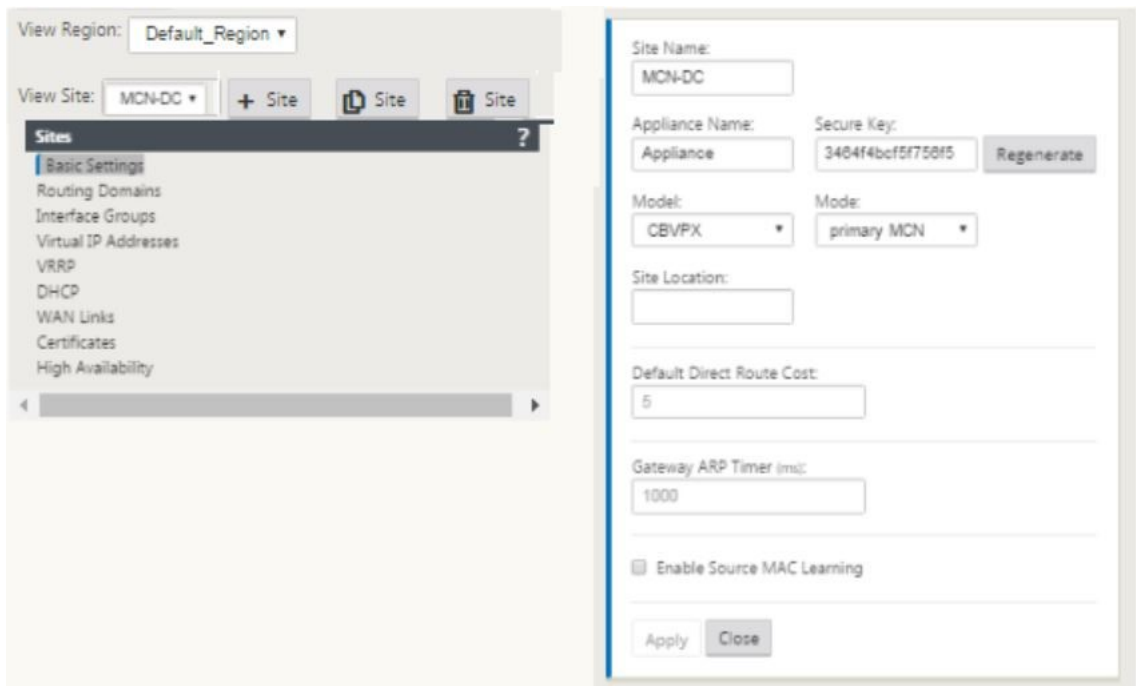 View Region: Default_Region
View Site: MCN-DC + Site Site Site
Sites ?
Basic Settings
Routing Domains
Interface Groups
Virtual IP Addresses
VRRP
DHCP
WAN Links
Certificates
High Availability
Site Name:
MCN-DC
Appliance Name: Secure Key:
Appliance 3464f4bcf5f756f5 Regenerate
Model: Mode:
CBVPX primary MCN
Site Location:
Default Direct Route Cost:
5
Gateway ARP Timer (ms):
1000
Enable Source MAC Learning
Apply Close